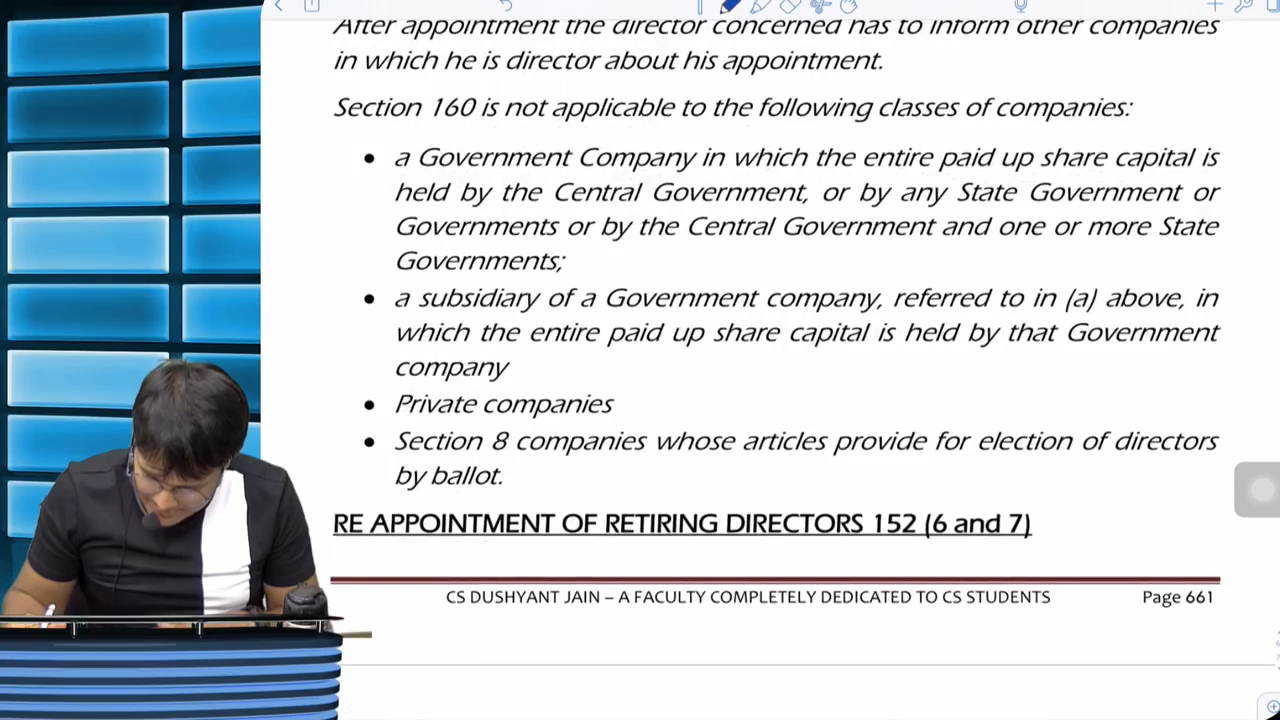 After appointment the director concerned has to inform other companies
in which he is director about his appointment.
Section 160 is not applicable to the following classes of companies:
• a Government Company in which the entire paid up share capital is
held by the Central Government, or by any State Government or
Governments or by the Central Government and one or more State
Governments;
• a subsidiary of a Government company, referred to in (a) above, in
which the entire paid up share capital is held by that Government
company
• Private companies
• Section 8 companies whose articles provide for election of directors
by ballot.
RE APPOINTMENT OF RETIRING DIRECTORS 152 (6 and 7)
CS DUSHYANT JAIN – A FACULTY COMPLETELY DEDICATED TO CS STUDENTS Page 661